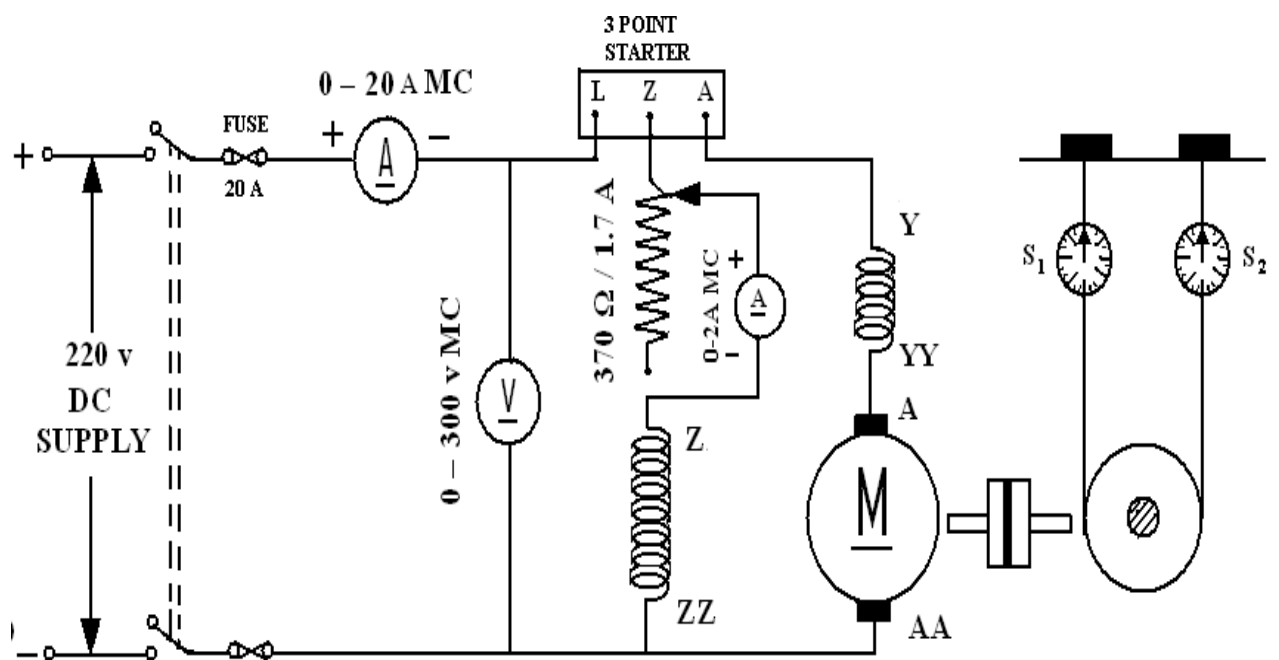 3 POINT
STARTER
0 – 20 A MC
L Z A
FUSE
+ –
+
A
20 A
370 Ω / 1.7 A
Y
S1
S2
0-2A MC
+
A
–
YY
220 v
DC
SUPPLY
0 – 300 v MC
V
A
Z
M
ZZ
AA
–